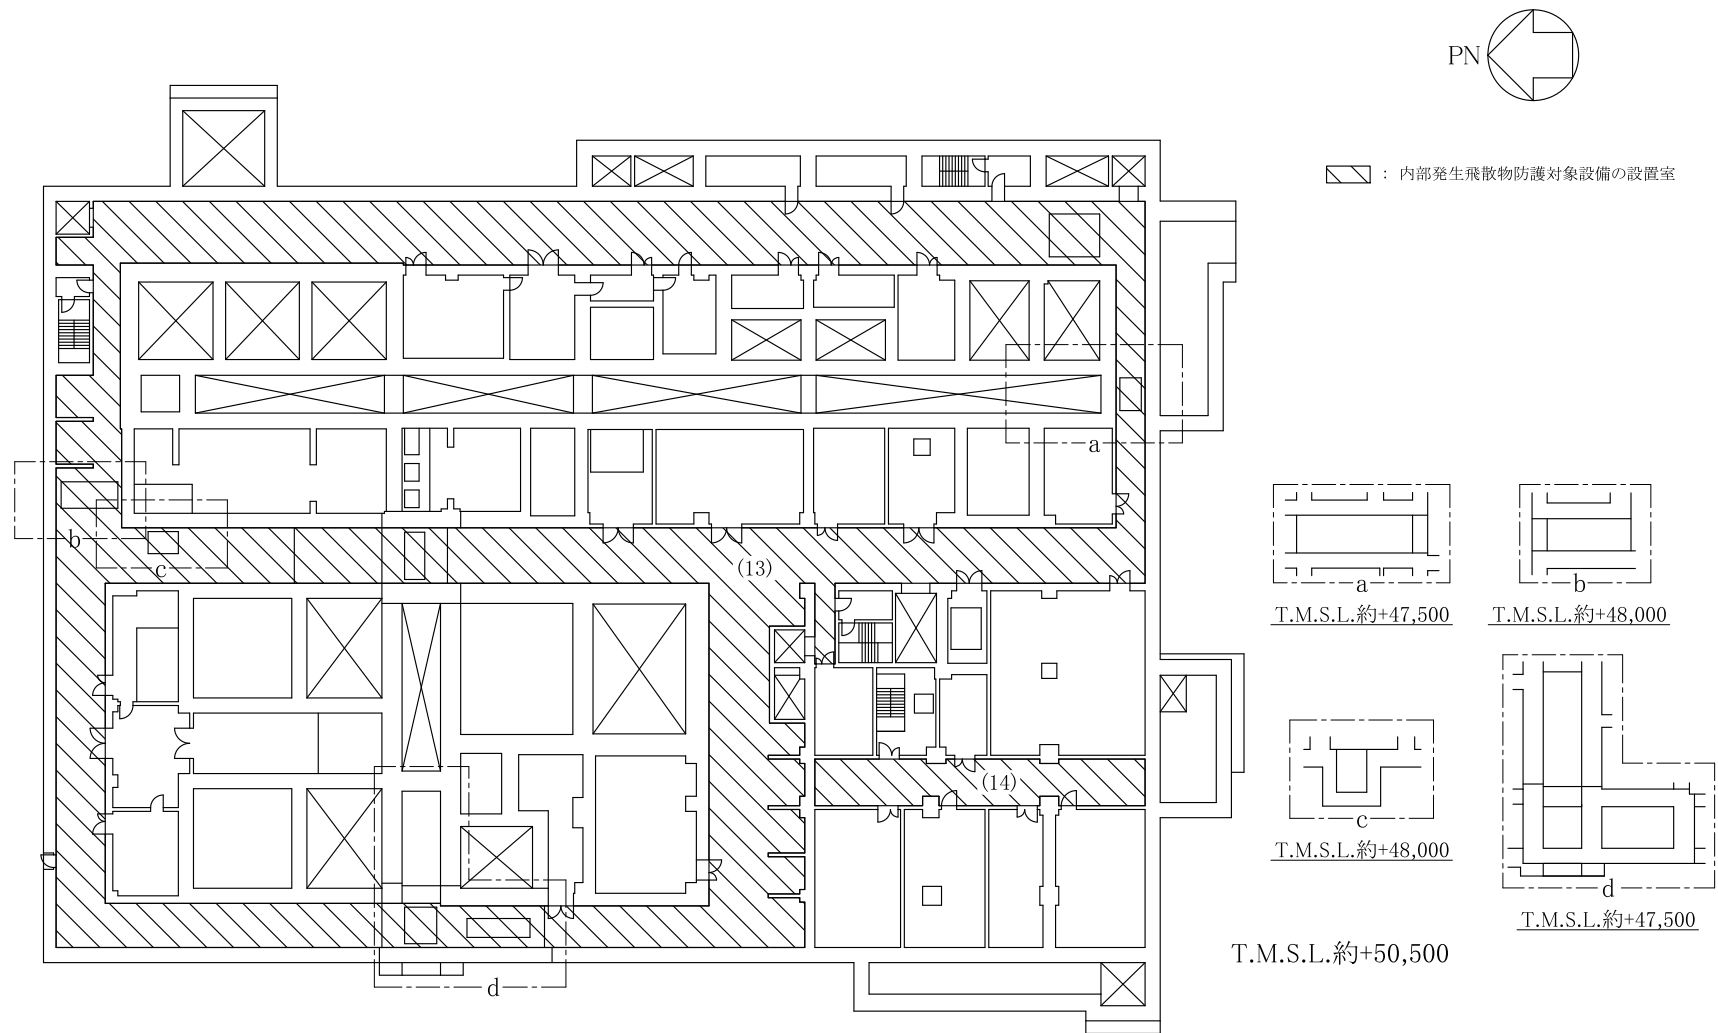 PN
: 内部発生飛散物防護対象設備の設置室
a
b
c
(13)
(14)
d
a
T.M.S.L.約+47,500
b
T.M.S.L.約+48,000
c
T.M.S.L.約+48,000
d
T.M.S.L.約+47,500
T.M.S.L.約+50,500